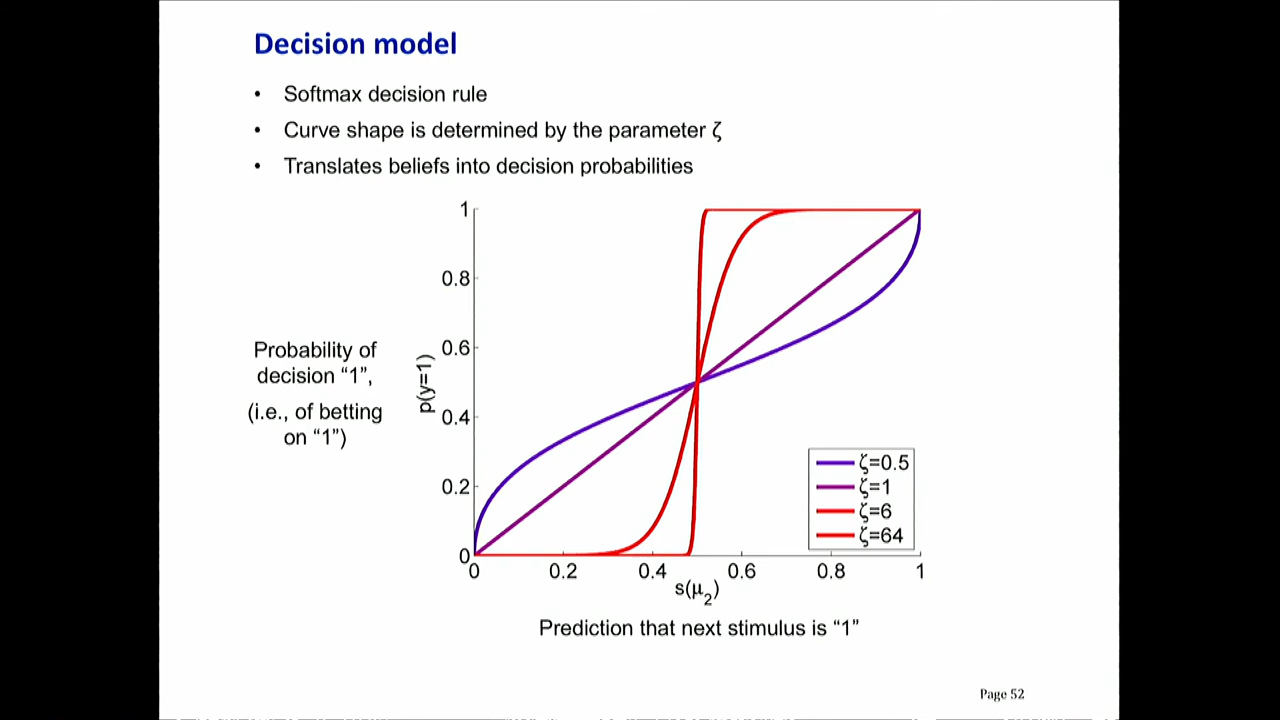 Decision model
• Softmax decision rule
• Curve shape is determined by the parameter ζ
• Translates beliefs into decision probabilities
Probability of
decision “1”,
(i.e., of betting
on “1”)
p(y=1)
1
0.8
0.6
0.4
0.2
0
0 0.2 0.4 0.6 0.8 1
s(μ2)
ζ=0.5
ζ=1
ζ=6
ζ=64
Prediction that next stimulus is “1”
Page 52